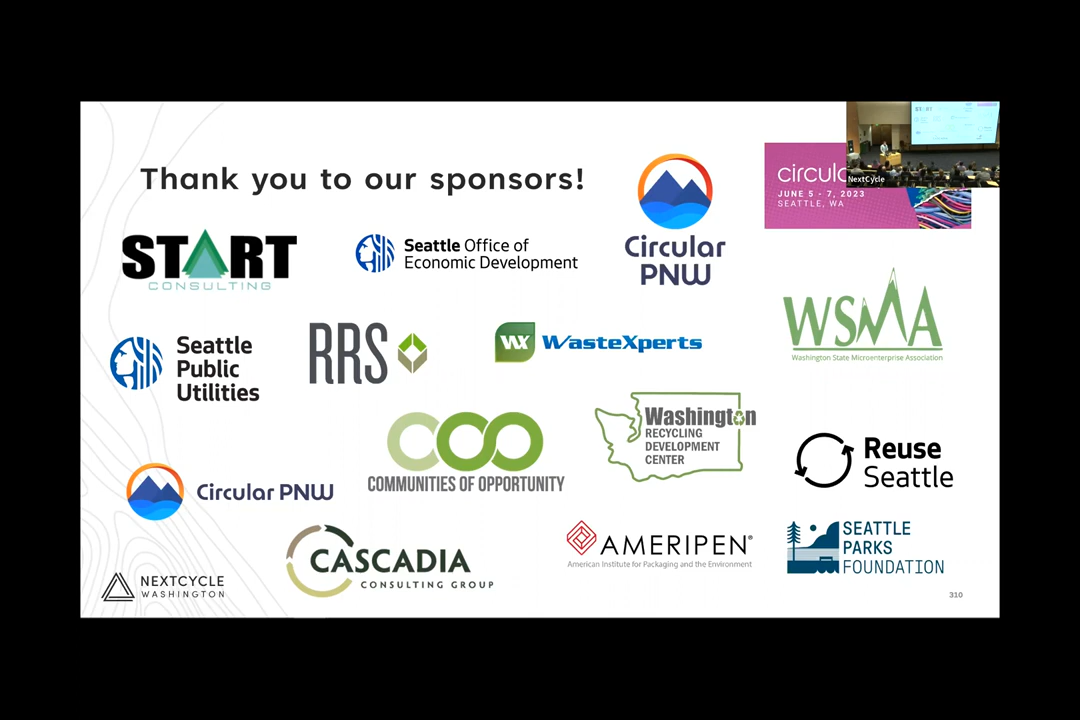 Thank you to our sponsors!
circul
JUNE 5 - 7, 2023
SEATTLE, WA
NextCycle
START
CONSULTING
Seattle Office of
Economic Development
Circular
PNW
WSMA
Washington State Microenterprise Association
Seattle
Public
Utilities
RRS
WX WasteXperts
COO
COMMUNITIES OF OPPORTUNITY
Washington
RECYCLING
DEVELOPMENT
CENTER
Reuse
Seattle
Circular PNW
CASCADIA
CONSULTING GROUP
AMERIPEN®
American Institute for Packaging and the Environment
SEATTLE
PARKS
FOUNDATION
NEXTCYCLE
WASHINGTON
310